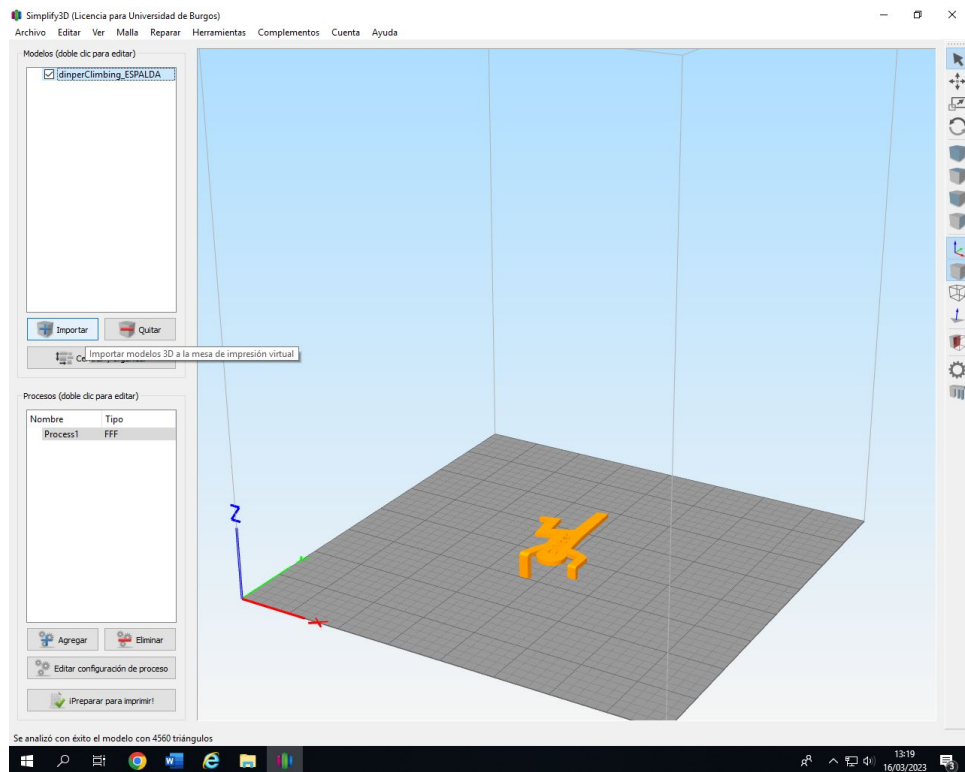 Simplify3D (Licencia para Universidad de Burgos)
Archivo Editar Ver Malla Reparar Herramientas Complementos Cuenta Ayuda
Modelos (doble clic para editar)
dinperClimbing_ESPALDA
Importar Quitar
Importar modelos 3D a la mesa de impresión virtual
Procesos (doble clic para editar)
Nombre Tipo
Process1 FFF
Z
X
Agregar Eliminar
Editar configuración de proceso
¡Preparar para imprimir!
Se analizó con éxito el modelo con 4560 triángulos
13:19
16/03/2023